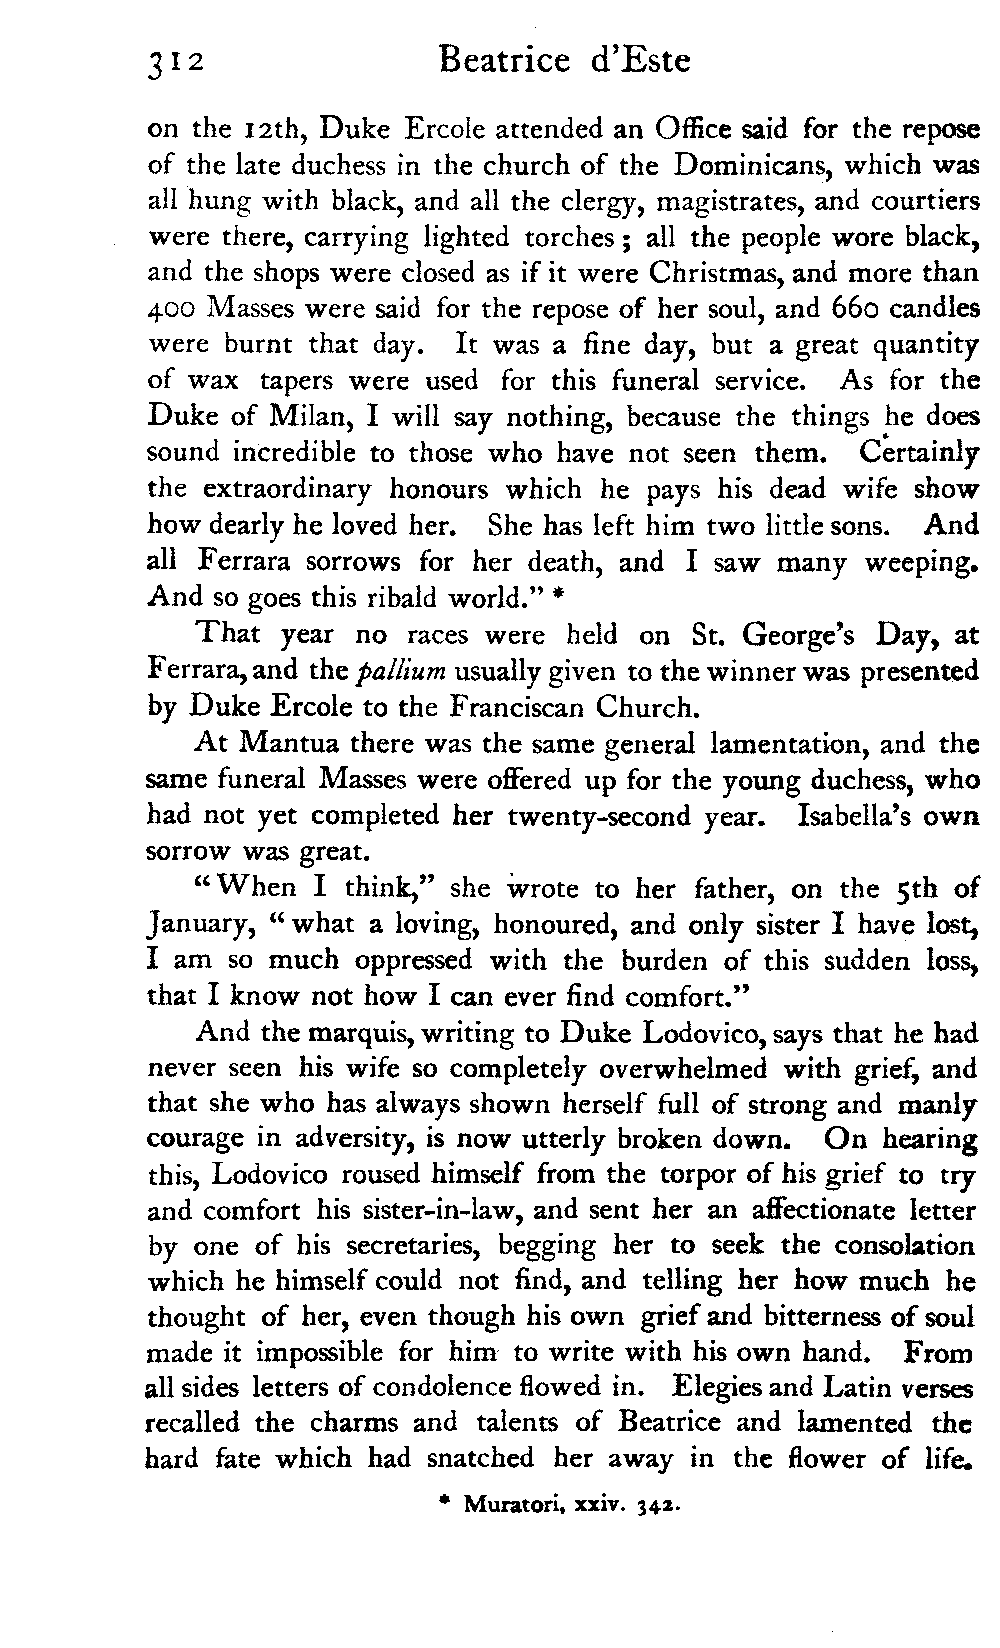 312 Beatrice d'Este
on the 12th, Duke Ercole attended an Office said for the repose
of the late duchess in the church of the Dominicans, which was
all hung with black, and all the clergy, magistrates, and courtiers
were there, carrying lighted torches; all the people wore black,
and the shops were closed as if it were Christmas, and more than
400 Masses were said for the repose of her soul, and 660 candles
were burnt that day. It was a fine day, but a great quantity
of wax tapers were used for this funeral service. As for the
Duke of Milan, I will say nothing, because the things he does
sound incredible to those who have not seen them. Certainly
the extraordinary honours which he pays his dead wife show
how dearly he loved her. She has left him two little sons. And
all Ferrara sorrows for her death, and I saw many weeping.
And so goes this ribald world." *
That year no races were held on St. George's Day, at
Ferrara, and the pallium usually given to the winner was presented
by Duke Ercole to the Franciscan Church.
At Mantua there was the same general lamentation, and the
same funeral Masses were offered up for the young duchess, who
had not yet completed her twenty-second year. Isabella's own
sorrow was great.
"When I think," she wrote to her father, on the 5th of
January, "what a loving, honoured, and only sister I have lost,
I am so much oppressed with the burden of this sudden loss,
that I know not how I can ever find comfort."
And the marquis, writing to Duke Lodovico, says that he had
never seen his wife so completely overwhelmed with grief, and
that she who has always shown herself full of strong and manly
courage in adversity, is now utterly broken down. On hearing
this, Lodovico roused himself from the torpor of his grief to try
and comfort his sister-in-law, and sent her an affectionate letter
by one of his secretaries, begging her to seek the consolation
which he himself could not find, and telling her how much he
thought of her, even though his own grief and bitterness of soul
made it impossible for him to write with his own hand. From
all sides letters of condolence flowed in. Elegies and Latin verses
recalled the charms and talents of Beatrice and lamented the
hard fate which had snatched her away in the flower of life.
* Muratori, xxiv. 342.